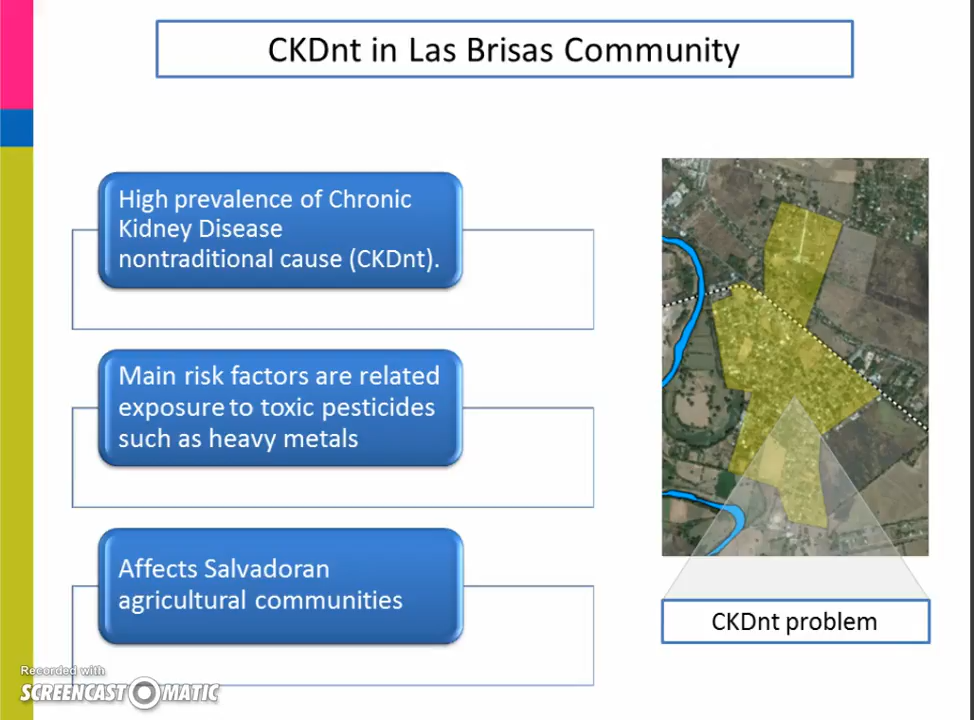 CKDnt in Las Brisas Community
High prevalence of Chronic
Kidney Disease
nontraditional cause (CKDnt).
Main risk factors are related
exposure to toxic pesticides
such as heavy metals
Affects Salvadoran
agricultural communities
CKDnt problem
Recorded with
SCREENCAST-O-MATIC